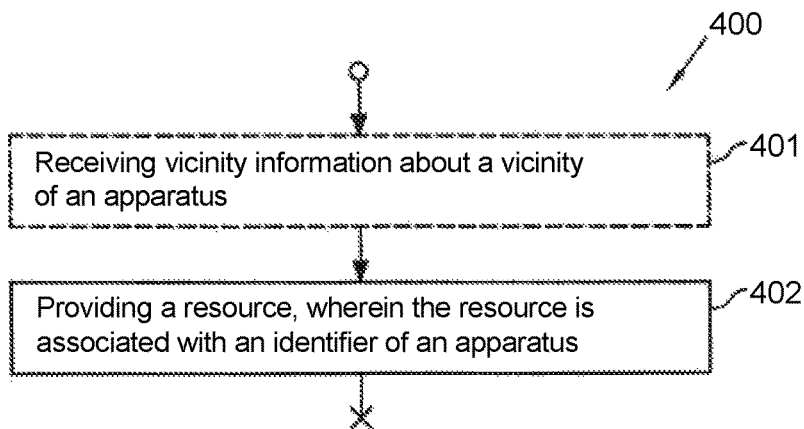 400
Receiving vicinity information about a vicinity
of an apparatus
401
Providing a resource, wherein the resource is
associated with an identifier of an apparatus
402